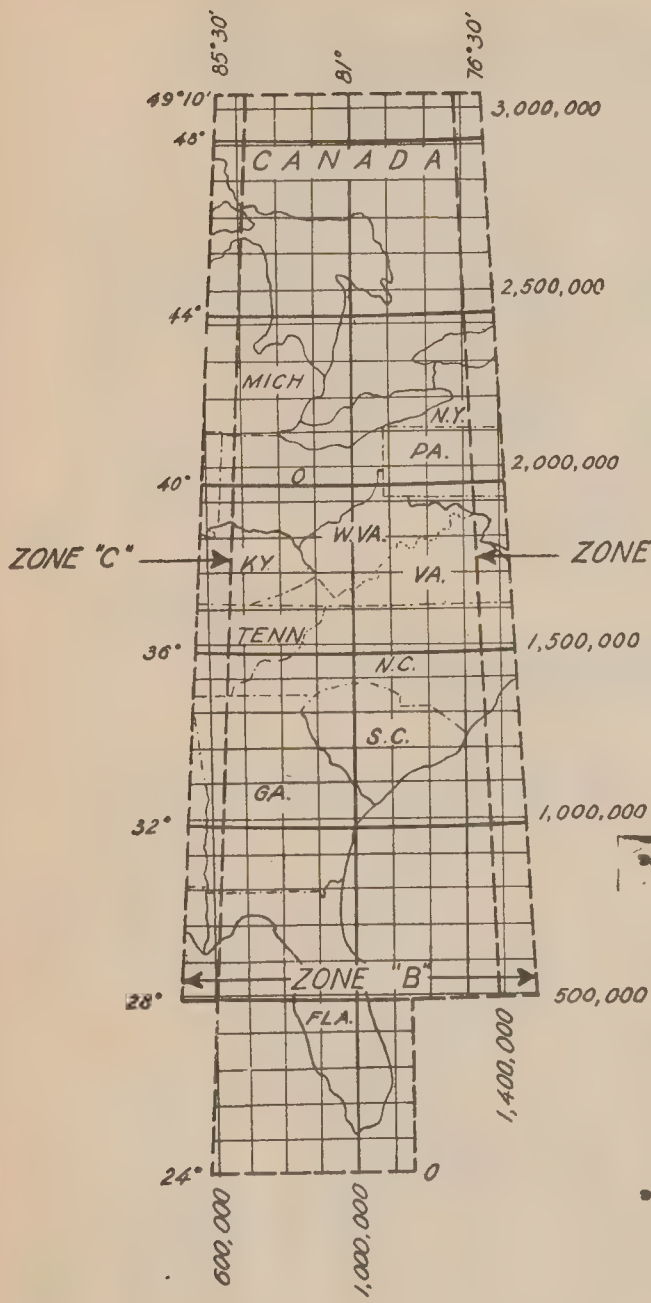 85°30'
81°
76°30'
49°10'
3,000,000
48°
CANADA
2,500,000
44°
MICH
N.Y.
PA.
2,000,000
40°
O
W.VA.
ZONE "C"
KY.
VA.
ZONE
TENN
36°
1,500,000
N.C.
S.C.
GA.
1,000,000
32°
ZONE "B"
28°
500,000
FLA.
1,400,000
24°
0
600,000
1,000,000